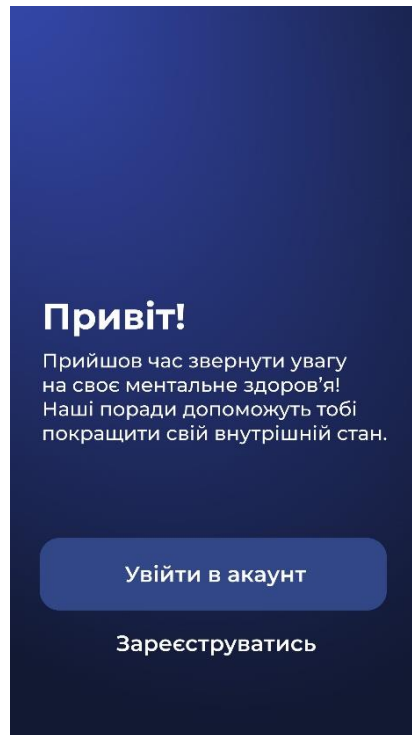 Привіт!
Прийшов час звернути увагу
на своє ментальне здоров’я!
Наші поради допоможуть тобі
покращити свій внутрішній стан.
Увійти в акаунт
Зареєструватись